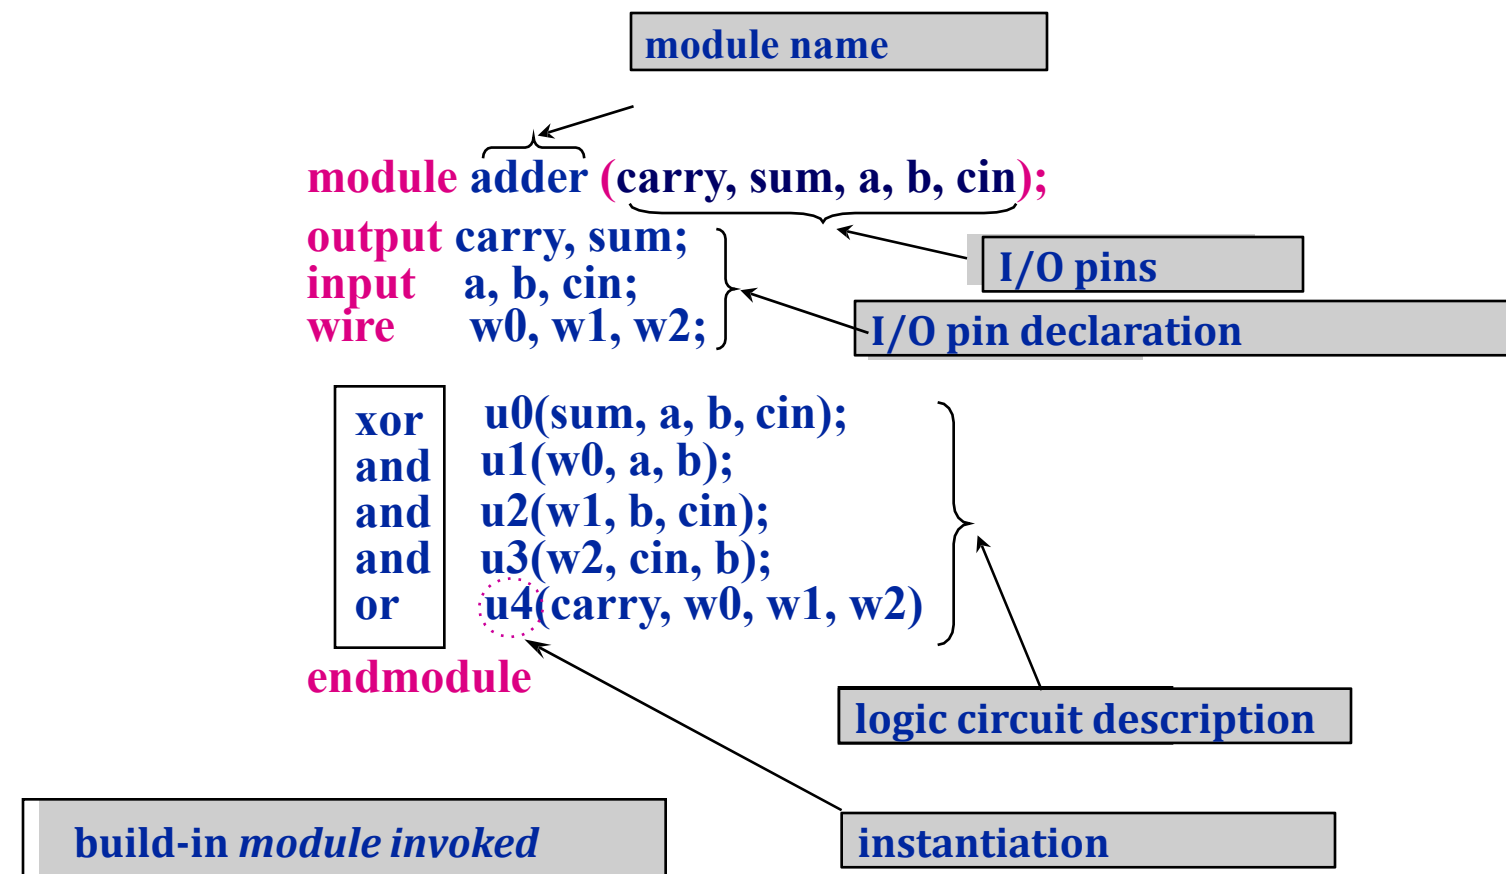 module name
module adder (carry, sum, a, b, cin);
output carry, sum;
I/O pins
input a, b, cin;
wire w0, w1, w2;
I/O pin declaration
xor u0(sum, a, b, cin);
and u1(w0, a, b);
and u2(w1, b, cin);
and u3(w2, cin, b);
or u4(carry, w0, w1, w2)
endmodule
logic circuit description
build-in module invoked
instantiation